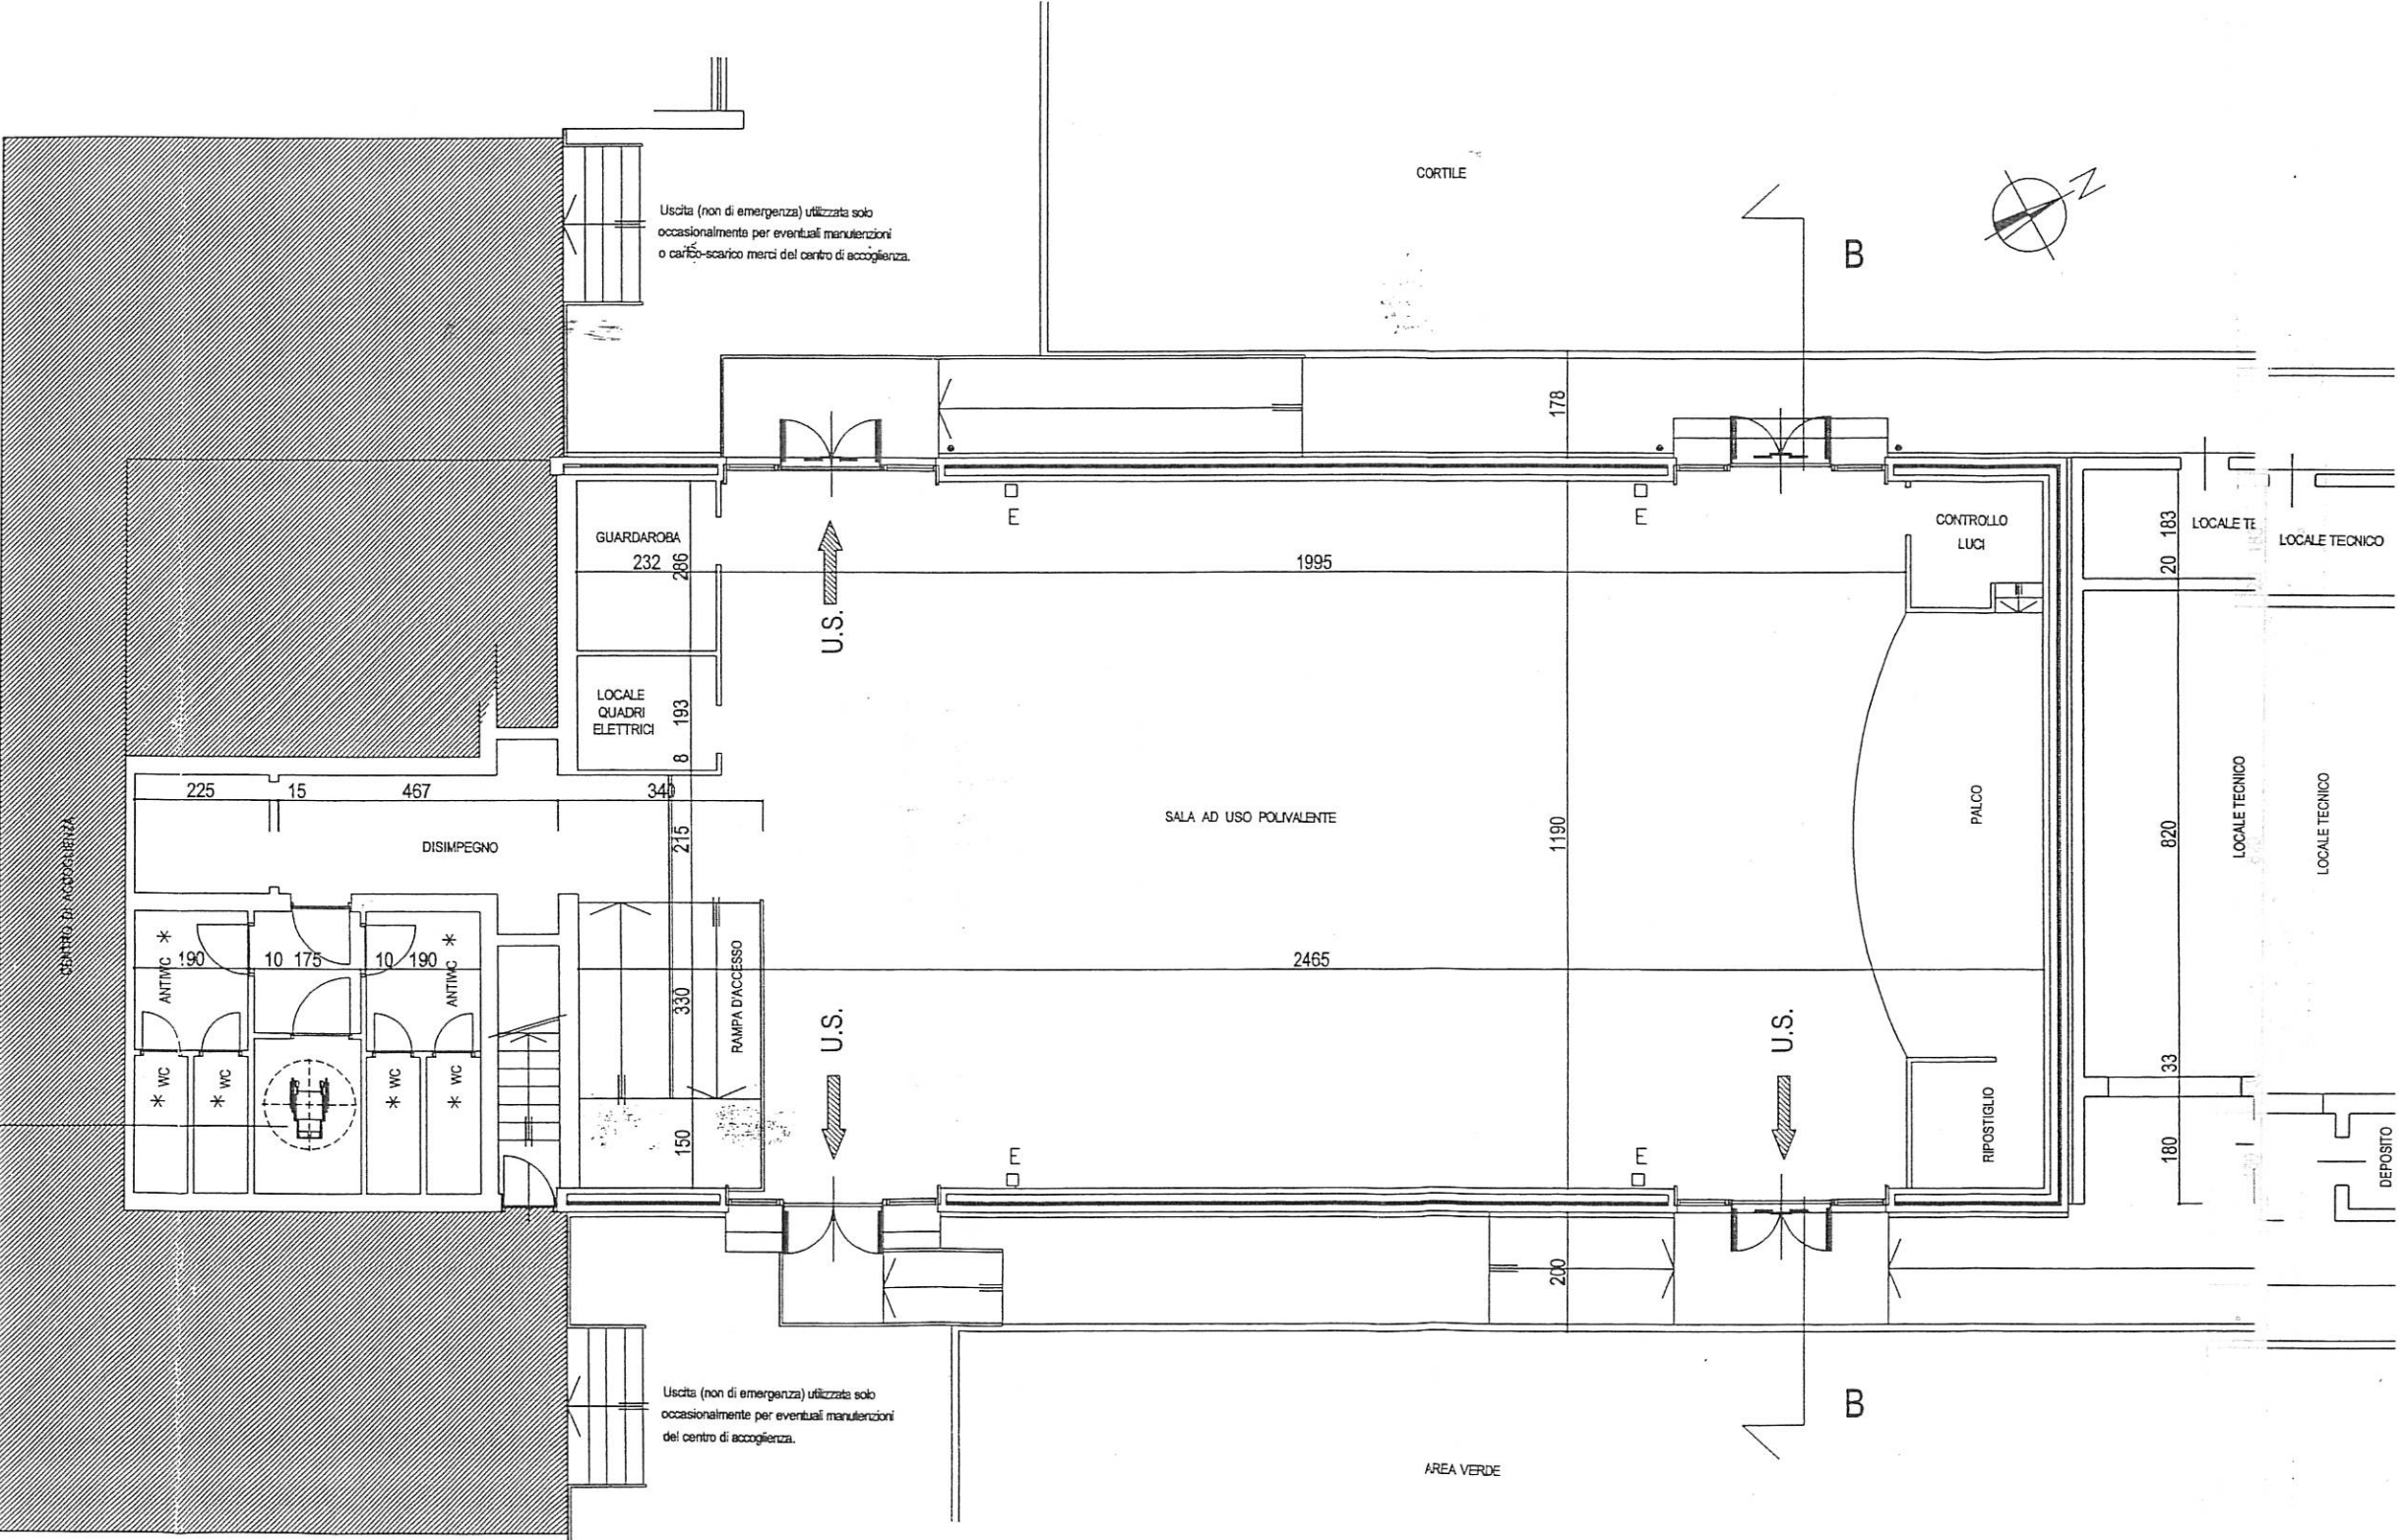 CORTILE
N
B
Uscita (non di emergenza) utilizzata solo
occasionalmente per eventuali manutenzioni
o carico-scarico merci del centro di accoglienza.
178
E
E
GUARDAROBA
232
286
1995
U.S.
CONTROLLO
LUCI
183
20
LOCALE TE
LOCALE TECNICO
LOCALE
QUADRI
ELETTRICI
193
8
225
15
467
340
DISIMPEGNO
215
SALA AD USO POLIVALENTE
1190
PALCO
820
LOCALE TECNICO
LOCALE TECNICO
CENTRO DI ACCOGLIENZA
*
*
190
10
175
10
190
ANTIWC
ANTIWC
2465
330
RAMPA D'ACCESSO
U.S.
U.S.
WC
WC
WC
WC
*
*
*
*
150
E
E
RIPOSTIGLIO
33
180
DEPOSITO
200
Uscita (non di emergenza) utilizzata solo
occasionalmente per eventuali manutenzioni
del centro di accoglienza.
B
AREA VERDE